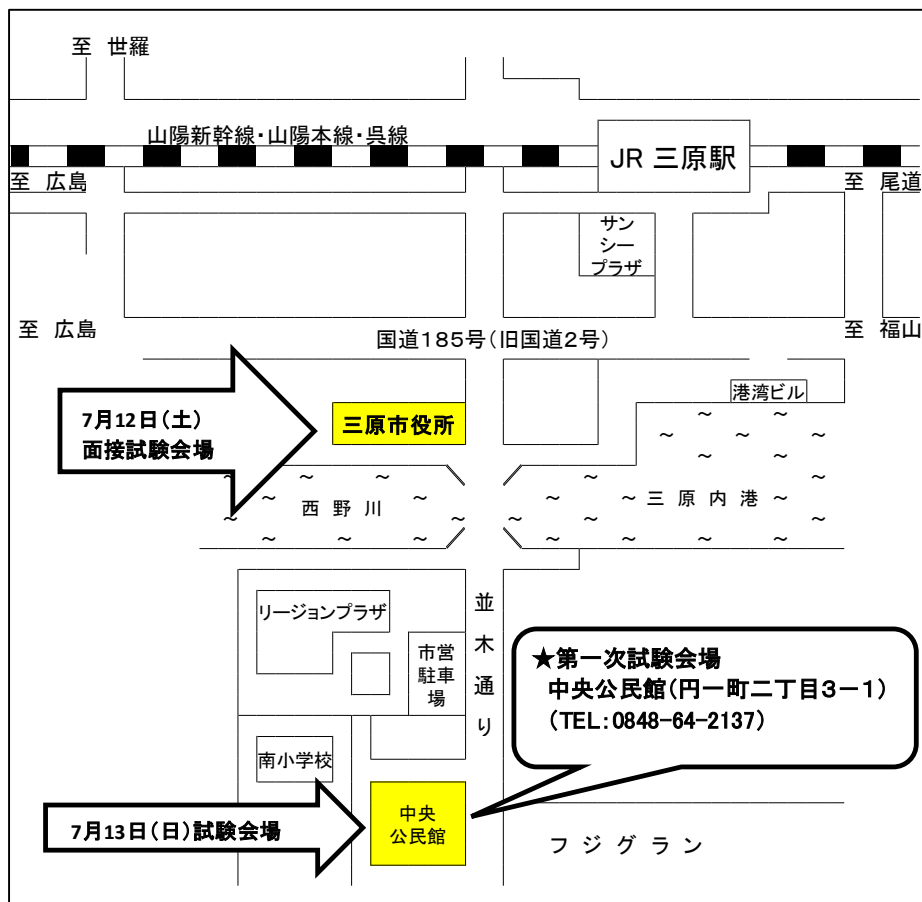 至 世羅
山陽新幹線・山陽本線・呉線
JR 三原駅
至 広島
至 尾道
サン
シー
プラザ
至 広島
国道185号(旧国道2号)
至 福山
港湾ビル
7月12日(土)
面接試験会場
三原市役所
西野川
三原内港
リージョンプラザ
並木通り
市営
駐車
場
★第一次試験会場
中央公民館(円一町二丁目3-1)
(TEL:0848-64-2137)
南小学校
7月13日(日)試験会場
中央
公民館
フジグラン